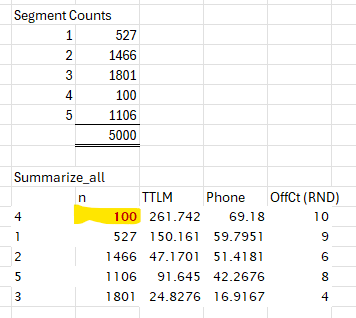 Segment Counts
1 527
2 1466
3 1801
4 100
5 1106
5000
Summarize_all
n TTLM Phone OffCt (RND)
4 100 261.742 69.18 10
1 527 150.161 59.7951 9
2 1466 47.1701 51.4181 6
5 1106 91.645 42.2676 8
3 1801 24.8276 16.9167 4